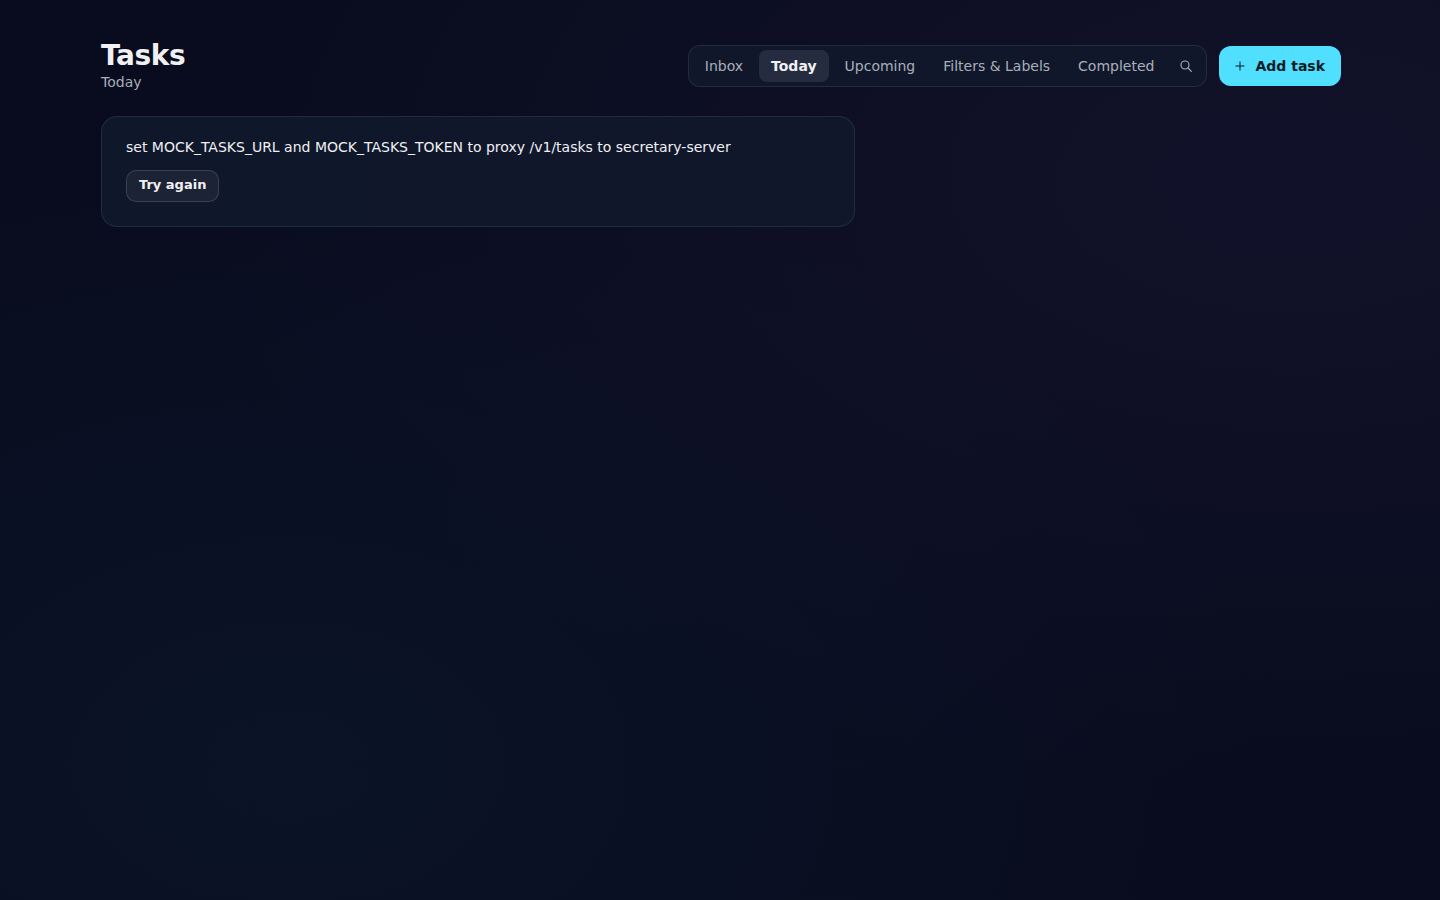 Tasks
Today
Inbox
Today
Upcoming
Filters & Labels
Completed
+ Add task
set MOCK_TASKS_URL and MOCK_TASKS_TOKEN to proxy /v1/tasks to secretary-server
Try again